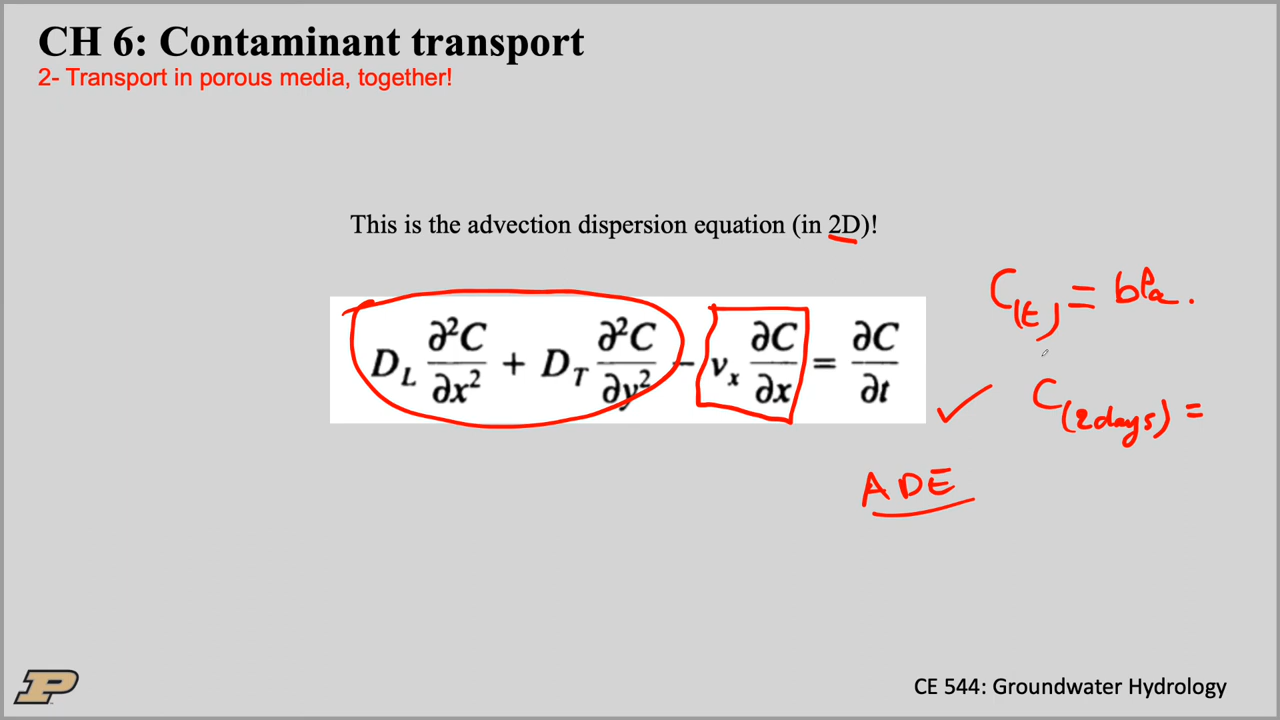 CH 6: Contaminant transport
2- Transport in porous media, together!
This is the advection dispersion equation (in 2D)!
D_L ∂²C/∂x² + D_T ∂²C/∂y² − v_x ∂C/∂x = ∂C/∂t
C(t) = bla.
C(2days) =
ADE
P
CE 544: Groundwater Hydrology